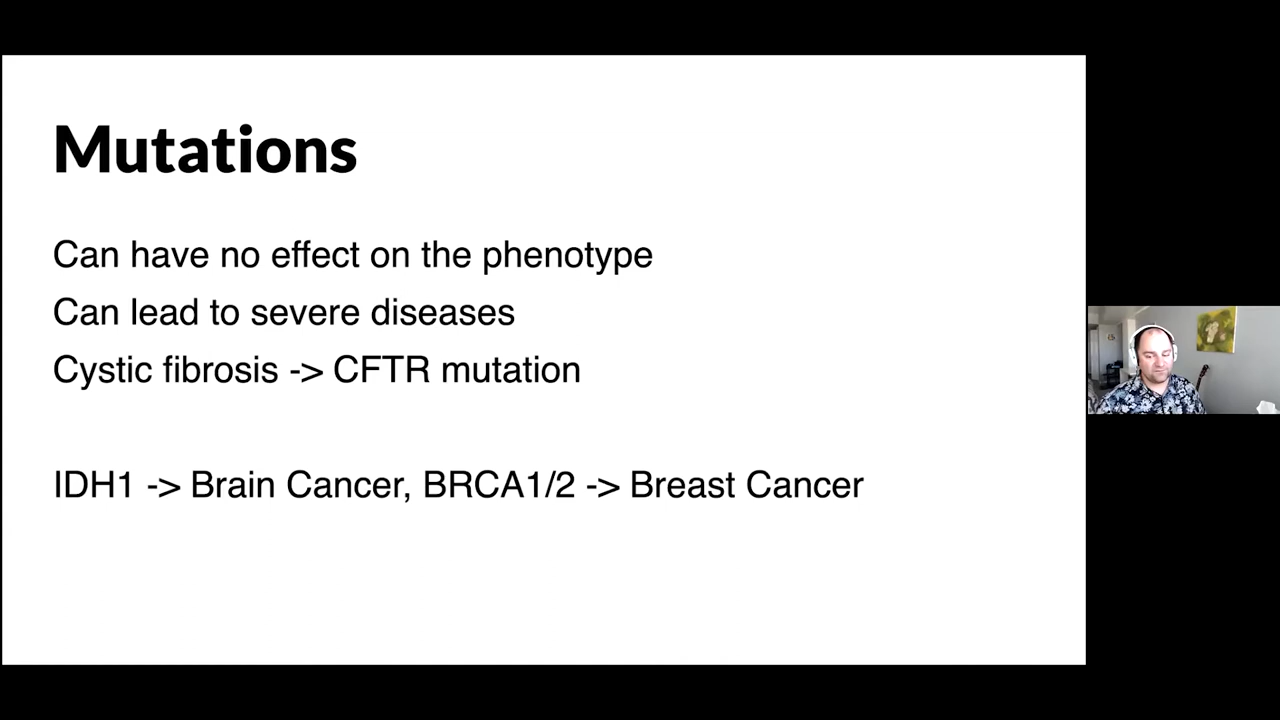 Mutations
Can have no effect on the phenotype
Can lead to severe diseases
Cystic fibrosis -> CFTR mutation
IDH1 -> Brain Cancer, BRCA1/2 -> Breast Cancer